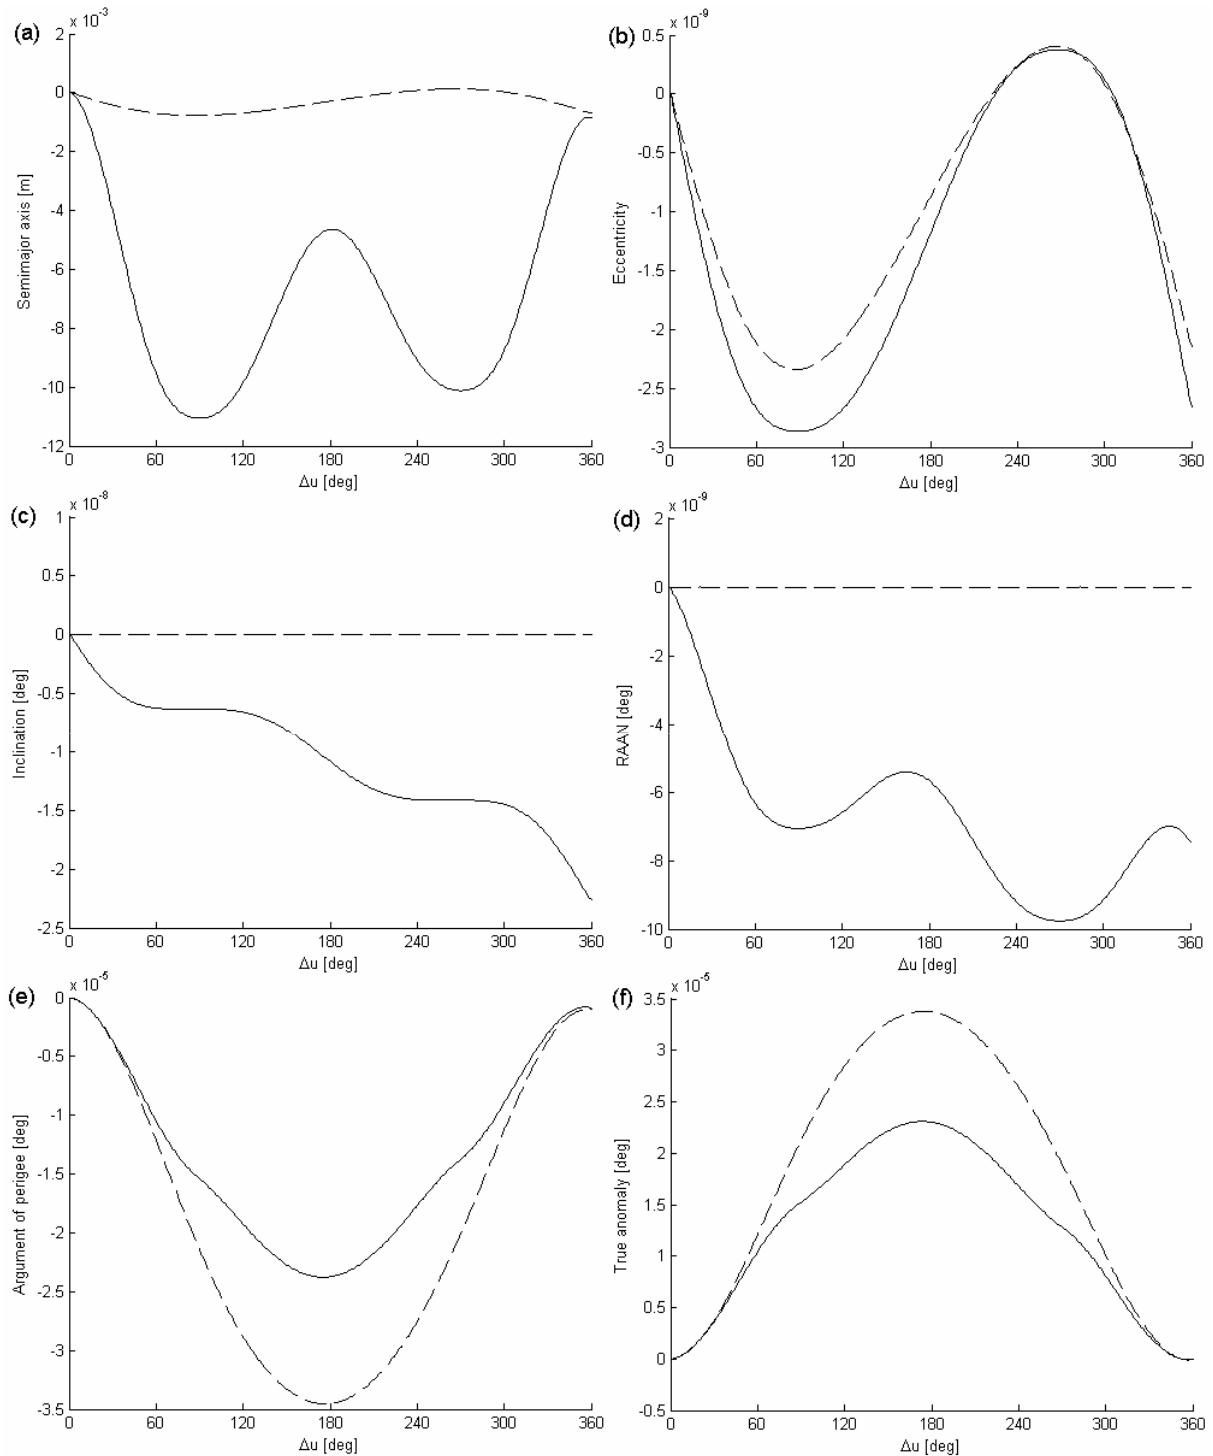 (a)
x 10-3
2
0
-2
-4
-6
-8
-10
-12
Semimajor axis [m]
0 60 120 180 240 300 360
Δu [deg]
(b)
x 10-9
0.5
0
-0.5
-1
-1.5
-2
-2.5
-3
Eccentricity
0 60 120 180 240 300 360
Δu [deg]
(c)
x 10-8
1
0.5
0
-0.5
-1
-1.5
-2
-2.5
Inclination [deg]
0 60 120 180 240 300 360
Δu [deg]
(d)
x 10-9
2
0
-2
-4
-6
-8
-10
RAAN [deg]
0 60 120 180 240 300 360
Δu [deg]
(e)
x 10-5
0
-0.5
-1
-1.5
-2
-2.5
-3
-3.5
Argument of perigee [deg]
0 60 120 180 240 300 360
Δu [deg]
(f)
x 10-5
3.5
3
2.5
2
1.5
1
0.5
0
-0.5
True anomaly [deg]
0 60 120 180 240 300 360
Δu [deg]